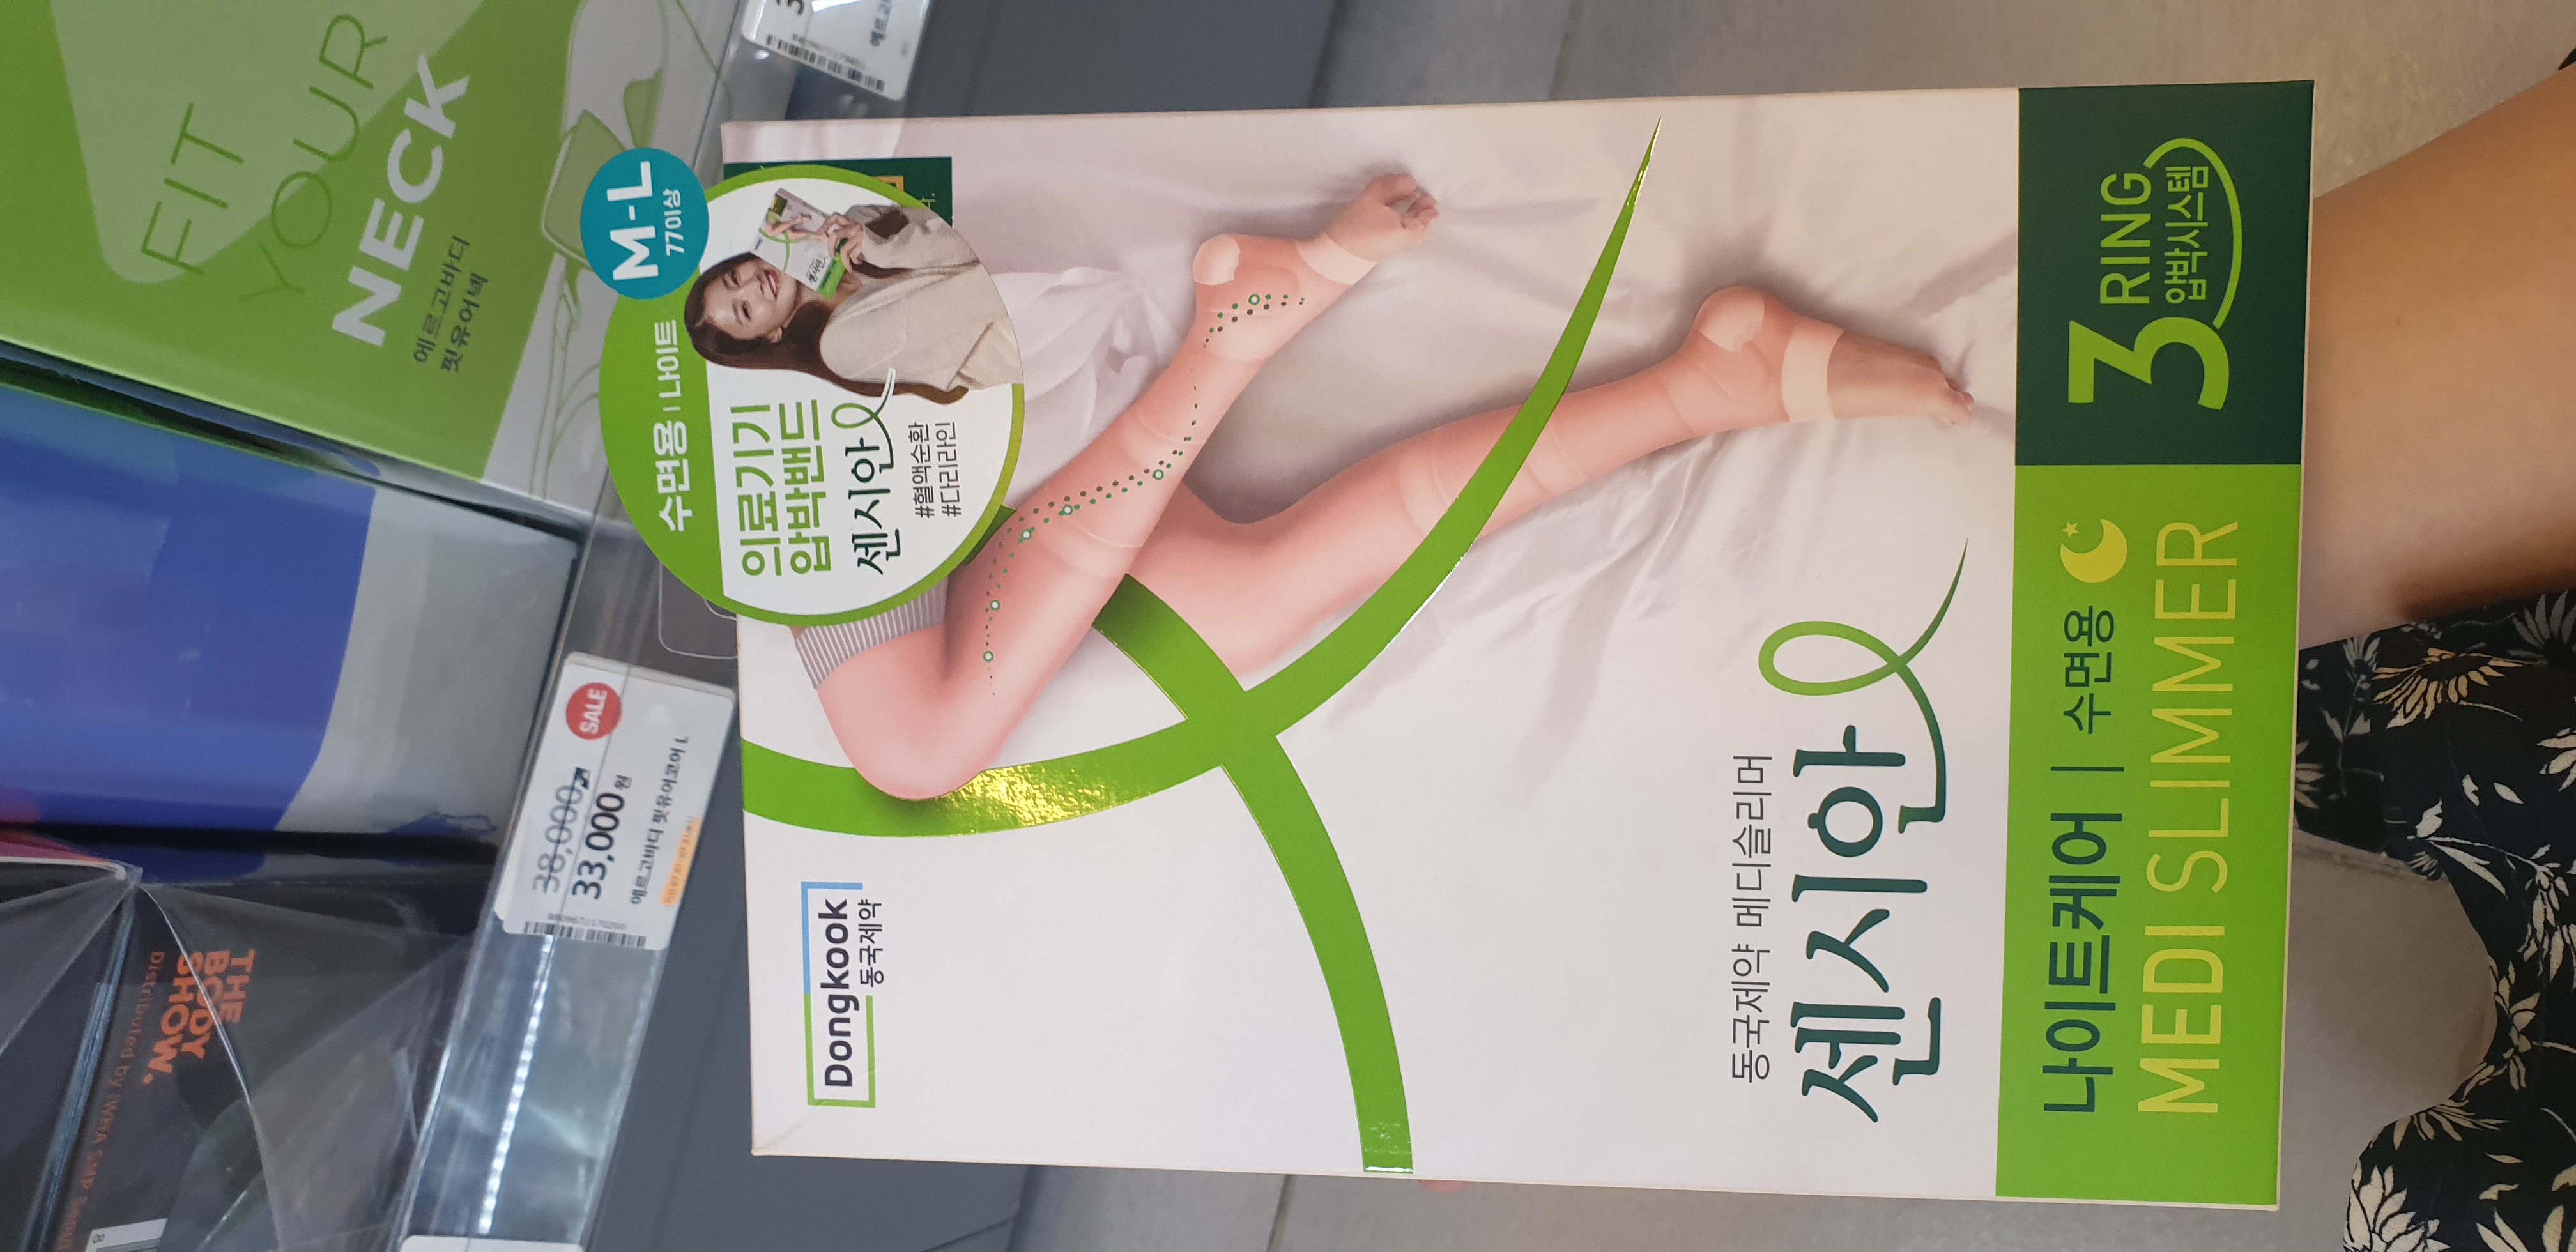 Distributed by IWHA SMP Seoul
THE
BODY
SHOW.
FIT
YOUR
NECK
에르고바디
핏유어넥
38,000원
33,000원
SALE
에르고바디 핏유어코어 L
M-L
77이상
수면용 | 나이트
의료기기
압박밴드
센시안
#혈액순환
#다리라인
Dongkook
동국제약
동국제약 메디슬리머
센시안
나이트케어 | 수면용
MEDI SLIMMER
3 RING
압박시스템